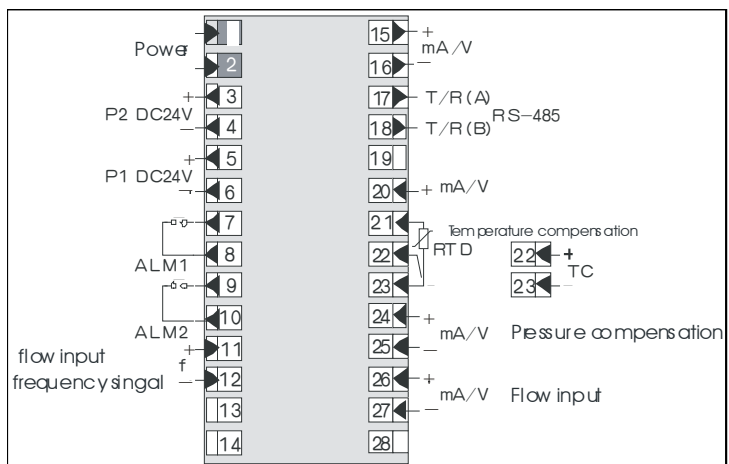 15 +
Power mA/V
2 16 —
+ 3 17 T/R(A)
P2 DC24V RS-485
— 4 18 T/R(B)
+ 5 19
P1 DC24V
— 6 20 + mA/V
7 21
Temperature compensation
8 22 RTD 22 +
ALM1 TC
9 23 — 23 —
10 24 +
ALM2 mA/V Pressure compensation
+ 11 25 —
flow input f
frequency singal — 12 26 +
mA/V Flow input
13 27 —
14 28